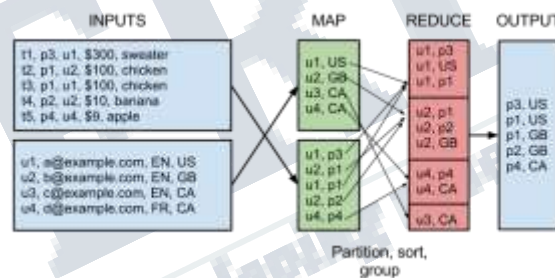 INPUTS
MAP
REDUCE
OUTPUT
t1, p3, u1, $300, sweater
t2, p1, u2, $100, chicken
t3, p1, u1, $100, chicken
t4, p2, u2, $10, banana
t5, p4, u4, $9, apple
u1, a@example.com, EN, US
u2, b@example.com, EN, GB
u3, c@example.com, EN, CA
u4, d@example.com, FR, CA
u1, US
u2, GB
u3, CA
u4, CA
u1, p3
u2, p1
u1, p1
u2, p2
u4, p4
u1, p3
u1, US
u1, p1
u2, p1
u2, p2
u2, GB
u4, p4
u4, CA
u3, CA
p3, US
p1, US
p1, GB
p2, GB
p4, CA
Partition, sort,
group